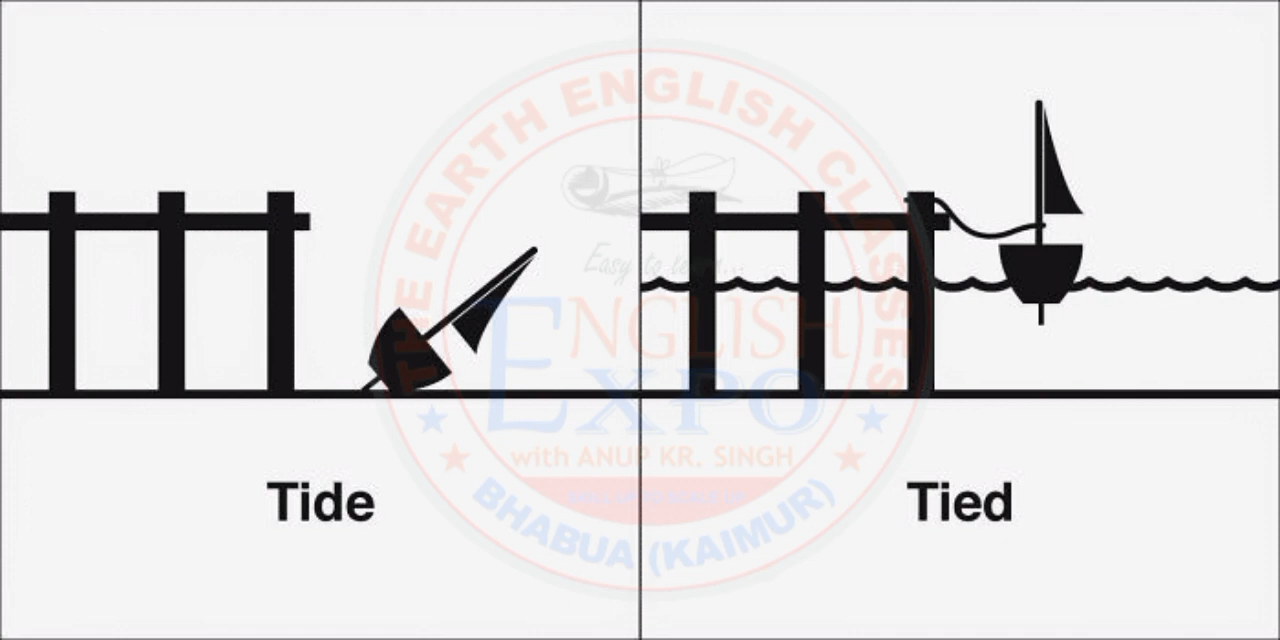 THE EARTH ENGLISH CLASSES
Easy to learn...
ENGLISH
EXPO
with ANUP KR. SINGH
BHABUA (KAIMUR)
Tide
Tied